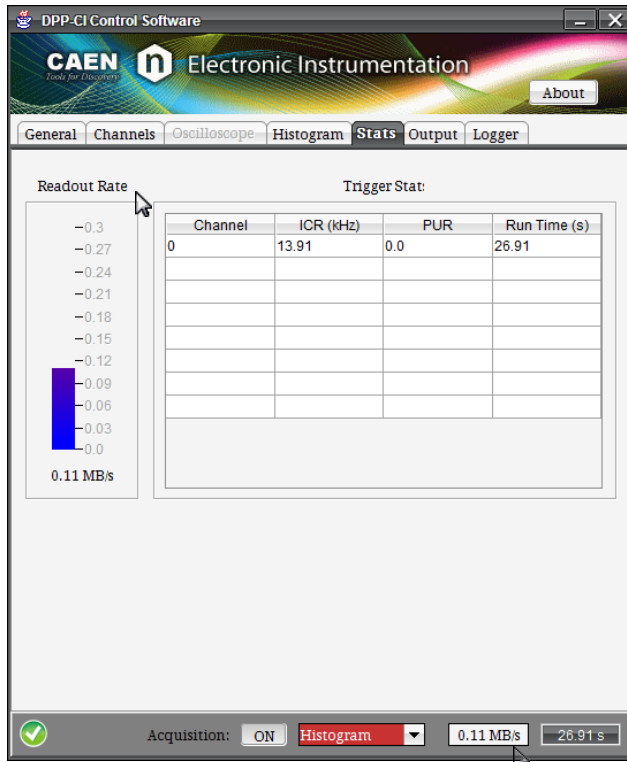 DPP-CI Control Software
CAEN n Electronic Instrumentation
Tools for Discovery
About
General Channels Oscilloscope Histogram Stats Output Logger
Readout Rate
0.3
0.27
0.24
0.21
0.18
0.15
0.12
0.09
0.06
0.03
0.0
0.11 MB/s
Trigger Stat:
Channel ICR (kHz) PUR Run Time (s)
0 13.91 0.0 26.91
Acquisition: ON Histogram 0.11 MB/s 26.91 s